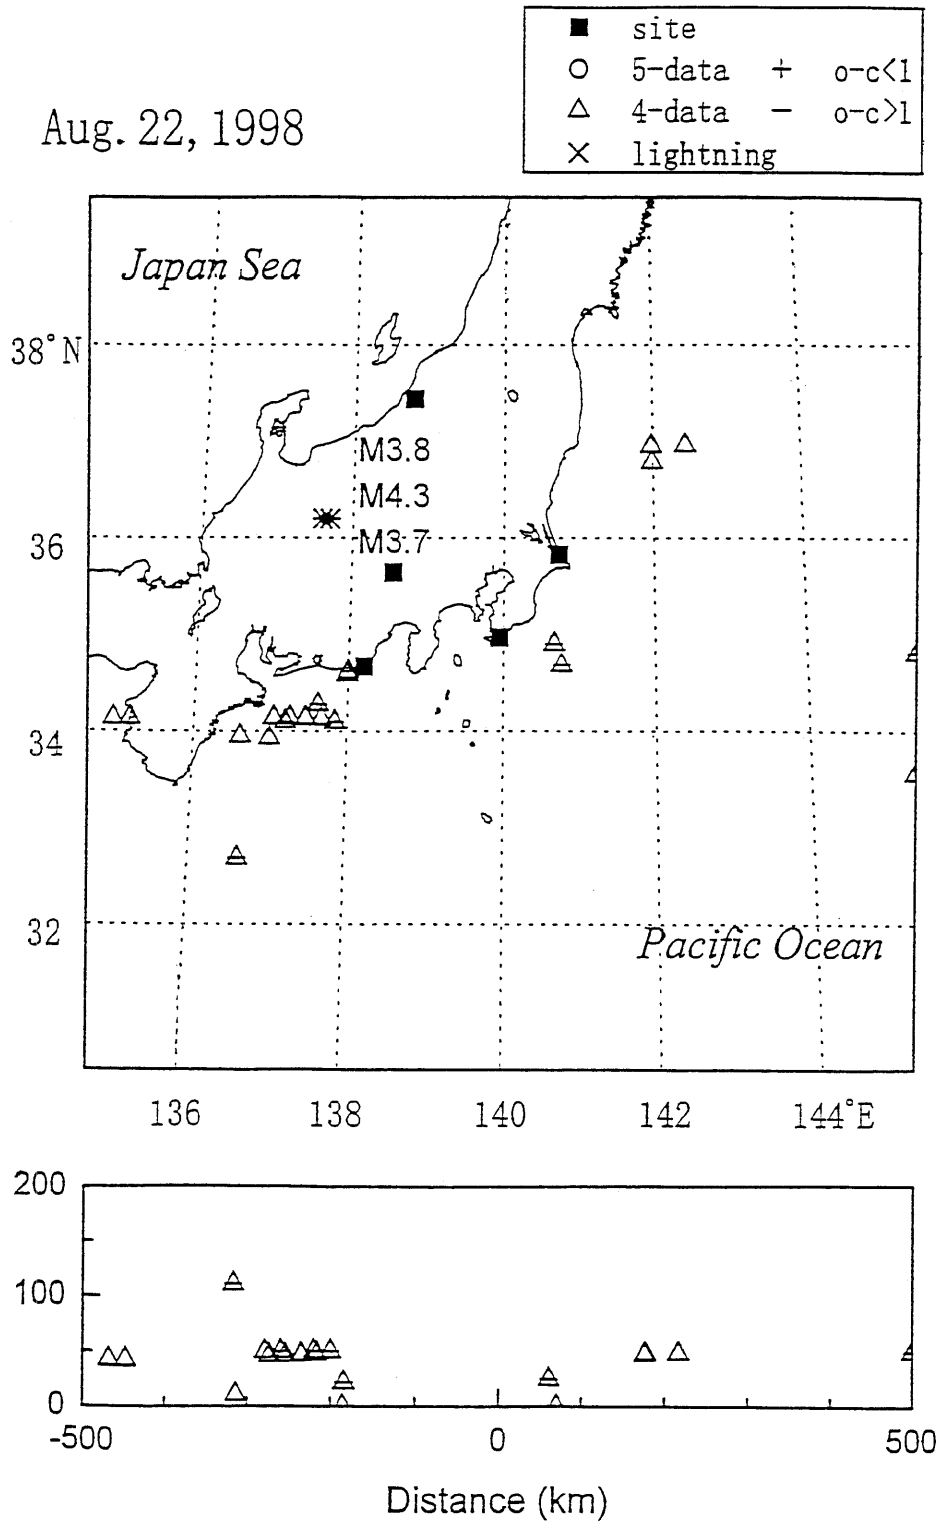 site
5-data + o-c<1
4-data − o-c>1
lightning
Aug. 22, 1998
Japan Sea
38°N
M3.8
M4.3
36
M3.7
34
32
Pacific Ocean
136 138 140 142 144°E
200
100
0
-500 0 500
Distance (km)